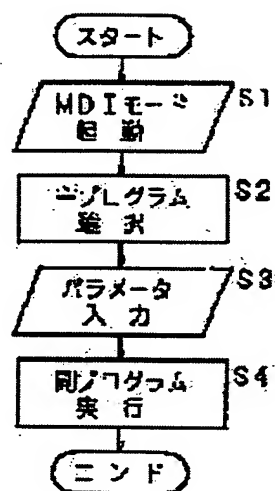 スタート
MDIモード S1
起動
プログラム S2
選択
パラメータ S3
入力
同プログラム S4
実行
エンド